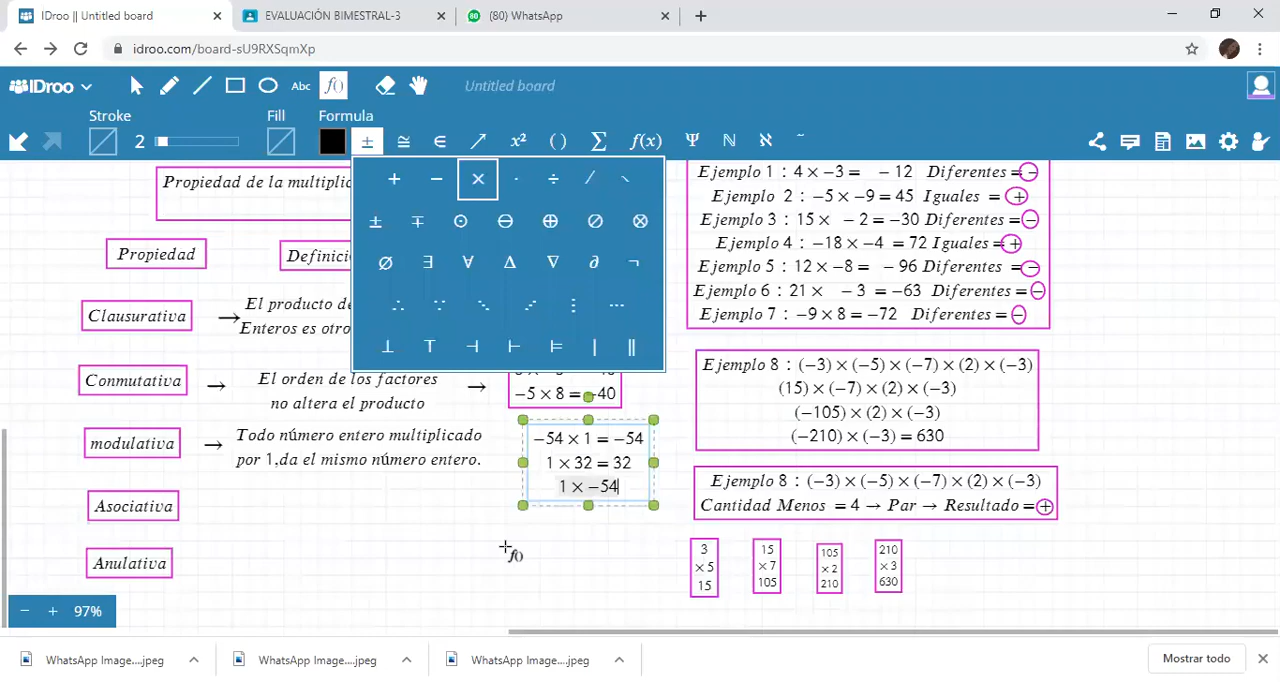 IDroo || Untitled board
EVALUACIÓN BIMESTRAL-3
(80) WhatsApp
idroo.com/board-sU9RXSqmXp
IDroo
Abc
f()
Untitled board
Stroke
Fill
Formula
2
± ≅ ∈ x² ( ) ∑ f(x) Ψ ℕ ℵ ~
+ − × · ÷ ∕ ∖
± ∓ ⊙ ⊖ ⊕ ∅ ⊗
Ø ∃ ∀ Δ ∇ ∂ ¬
∴ ∵ ⋱ ⋰ ⋮ ⋯
⊥ ⊤ ⊣ ⊢ ⊨ | ‖
Propiedad de la multiplic
Propiedad
Definici
Clausurativa
→ El producto de
Enteros es otro
Conmutativa → El orden de los factores →
no altera el producto
−5 × 8 = −40
modulativa → Todo número entero multiplicado
por 1,da el mismo número entero.
−54 × 1 = −54
1 × 32 = 32
1 × −54
Asociativa
Anulativa
f()
Ejemplo 1 : 4 × −3 = − 12 Diferentes = −
Ejemplo 2 : −5 × −9 = 45 Iguales = +
Ejemplo 3 : 15 × − 2 = −30 Diferentes = −
Ejemplo 4 : −18 × −4 = 72 Iguales = +
Ejemplo 5 : 12 × −8 = − 96 Diferentes = −
Ejemplo 6 : 21 × − 3 = −63 Diferentes = −
Ejemplo 7 : −9 × 8 = −72 Diferentes = −
Ejemplo 8 : (−3) × (−5) × (−7) × (2) × (−3)
(15) × (−7) × (2) × (−3)
(−105) × (2) × (−3)
(−210) × (−3) = 630
Ejemplo 8 : (−3) × (−5) × (−7) × (2) × (−3)
Cantidad Menos = 4 → Par → Resultado = +
3
× 5
15
15
× 7
105
105
× 2
210
210
× 3
630
− + 97%
WhatsApp Image....jpeg
WhatsApp Image....jpeg
WhatsApp Image....jpeg
Mostrar todo